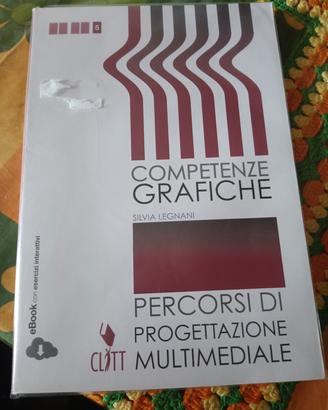 5
COMPETENZE
GRAFICHE
SILVIA LEGNANI
PERCORSI DI
PROGETTAZIONE
MULTIMEDIALE
CLITT
eBook con esercizi interattivi